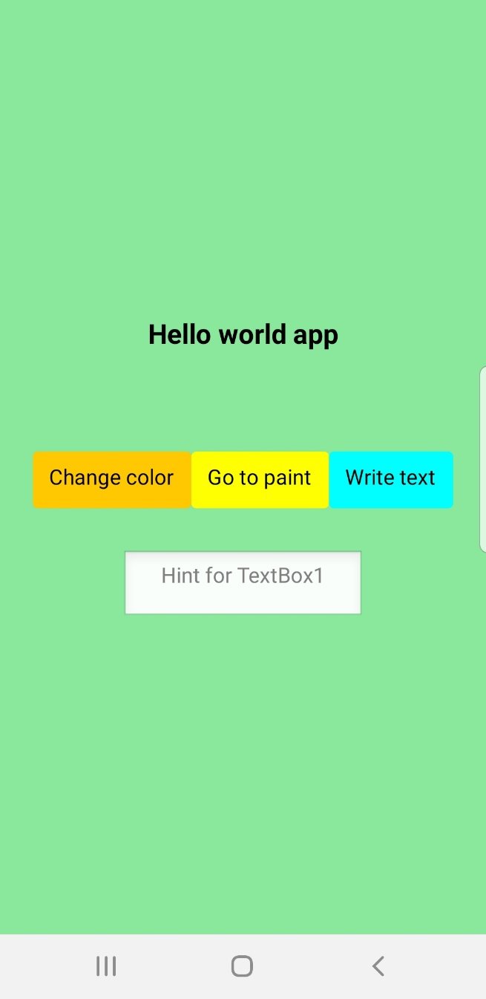 Hello world app
Change color Go to paint Write text
Hint for TextBox1